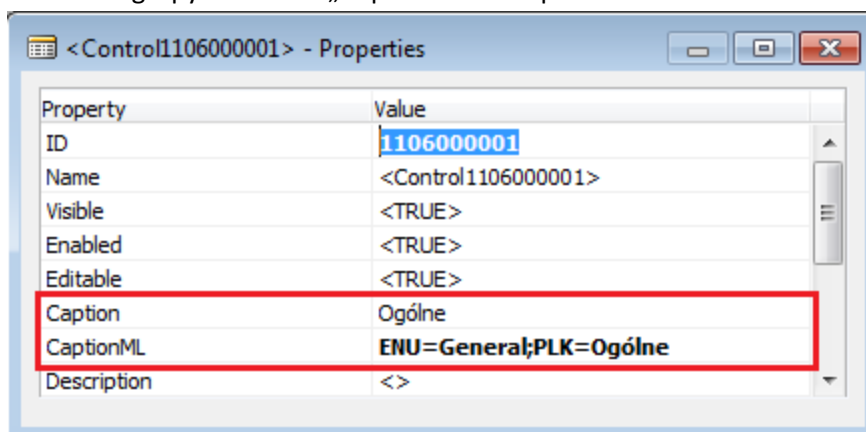 <Control1106000001> - Properties
Property Value
ID 1106000001
Name <Control1106000001>
Visible <TRUE>
Enabled <TRUE>
Editable <TRUE>
Caption Ogólne
CaptionML ENU=General;PLK=Ogólne
Description <>